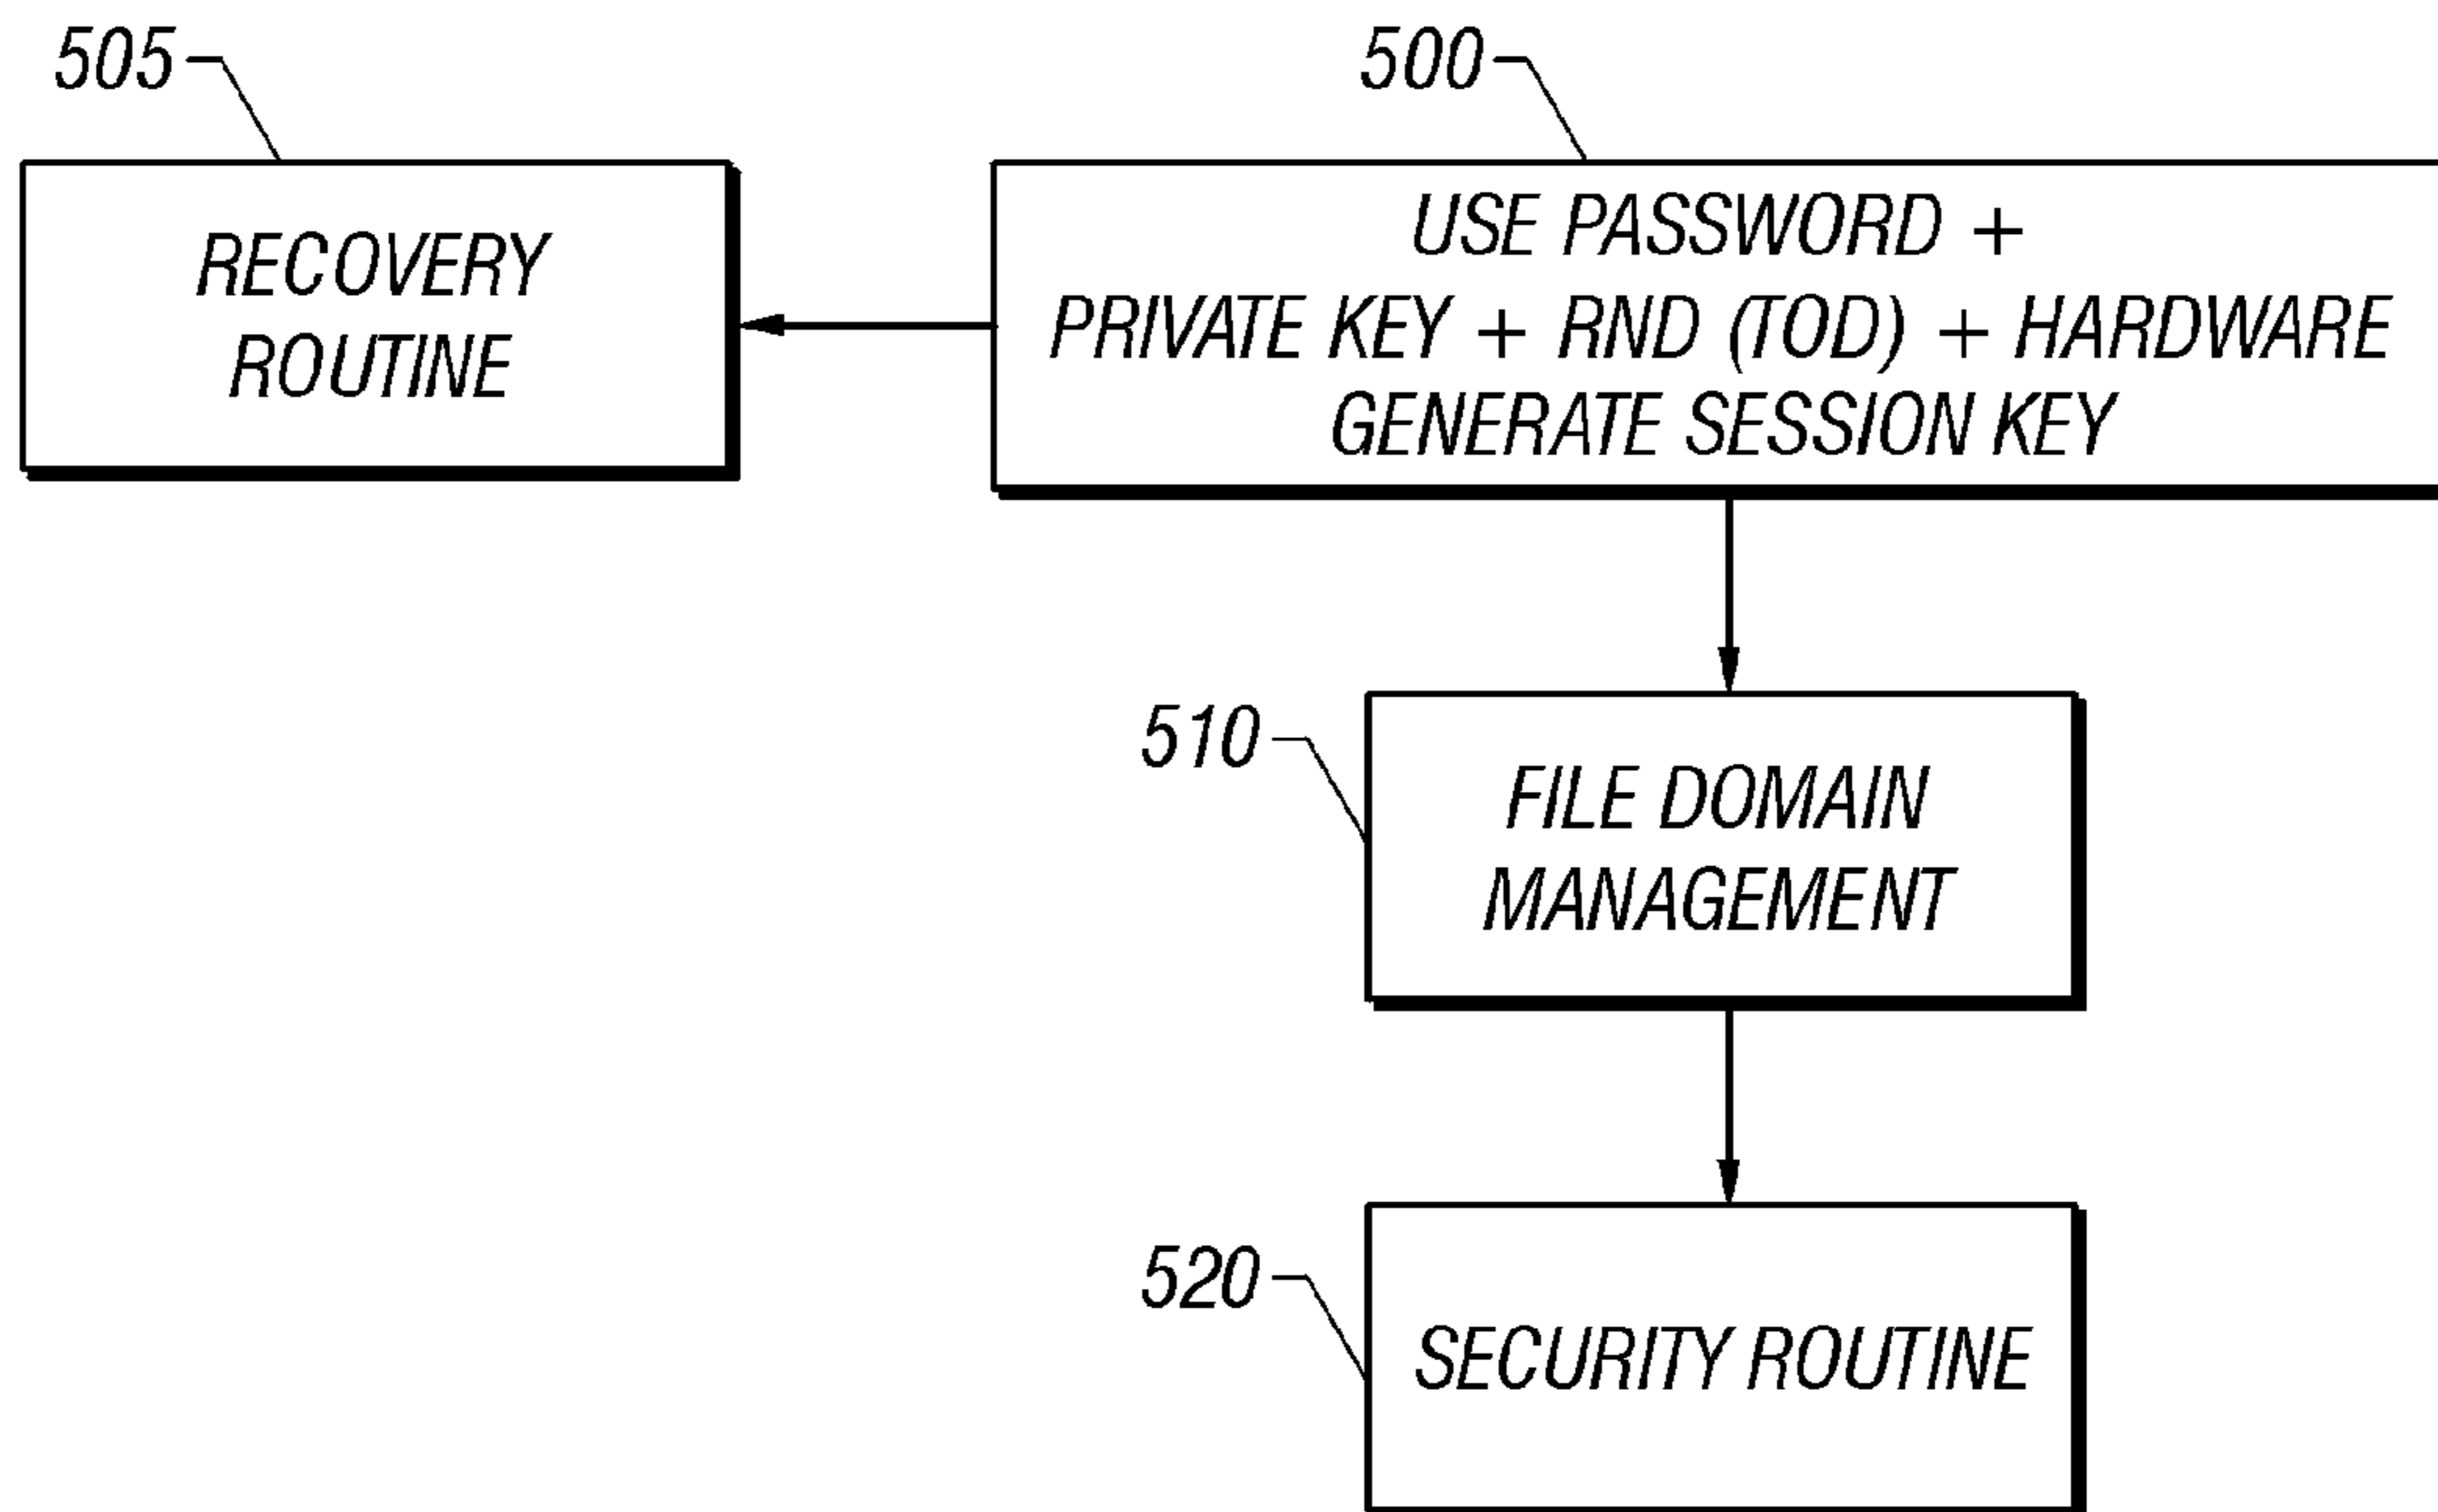 505
500
RECOVERY
ROUTINE
USE PASSWORD +
PRIVATE KEY + RND (TOD) + HARDWARE
GENERATE SESSION KEY
510
FILE DOMAIN
MANAGEMENT
520
SECURITY ROUTINE